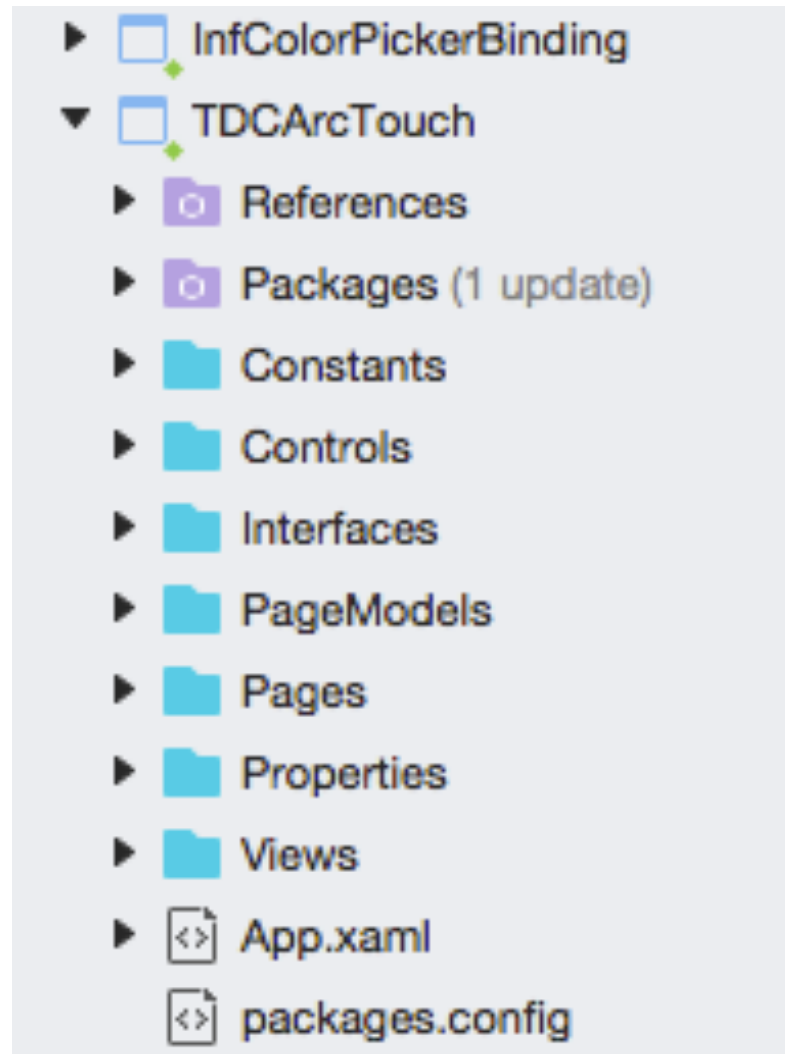 InfColorPickerBinding
TDCArcTouch
References
Packages (1 update)
Constants
Controls
Interfaces
PageModels
Pages
Properties
Views
App.xaml
packages.config